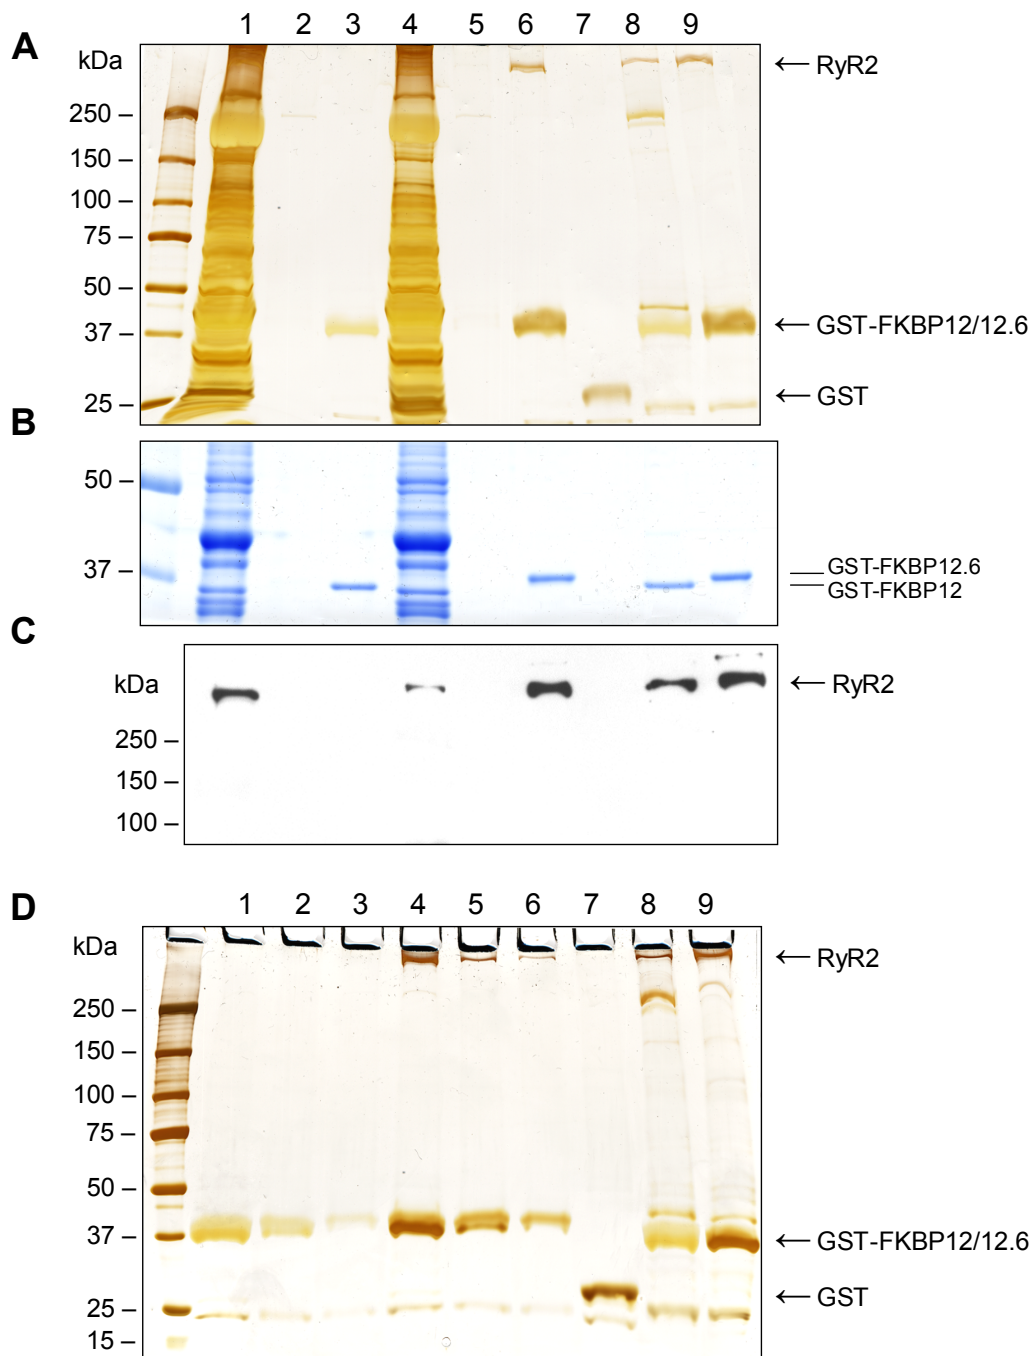 A
1 2 3 4 5 6 7 8 9
kDa
← RyR2
250 –
150 –
100 –
75 –
50 –
37 –
← GST-FKBP12/12.6
25 –
← GST
B
50 –
37 –
GST-FKBP12.6
GST-FKBP12
C
kDa
← RyR2
250 –
150 –
100 –
D
1 2 3 4 5 6 7 8 9
kDa
← RyR2
250 –
150 –
100 –
75 –
50 –
37 –
← GST-FKBP12/12.6
25 –
← GST
15 –